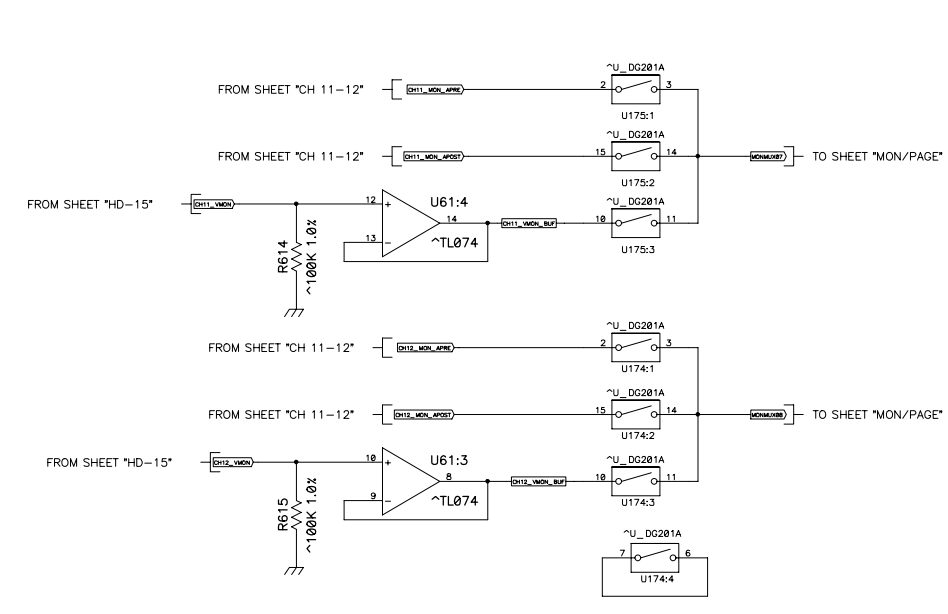 ^U_DG201A
FROM SHEET "CH 11-12" CH11_MON_APRE 2 3
U175:1
^U_DG201A
FROM SHEET "CH 11-12" CH11_MON_APOST 15 14 MONMUX07 TO SHEET "MON/PAGE"
U175:2
^U_DG201A
FROM SHEET "HD-15" CH11_VMON 12 + U61:4
14 CH11_VMON_BUF 10 11
13 - ^TL074
U175:3
R614
^100K 1.0%
^U_DG201A
FROM SHEET "CH 11-12" CH12_MON_APRE 2 3
U174:1
^U_DG201A
FROM SHEET "CH 11-12" CH12_MON_APOST 15 14 MONMUX08 TO SHEET "MON/PAGE"
U174:2
^U_DG201A
FROM SHEET "HD-15" CH12_VMON 10 + U61:3
8 CH12_VMON_BUF 10 11
9 - ^TL074
U174:3
R615
^100K 1.0%
^U_DG201A
7 6
U174:4